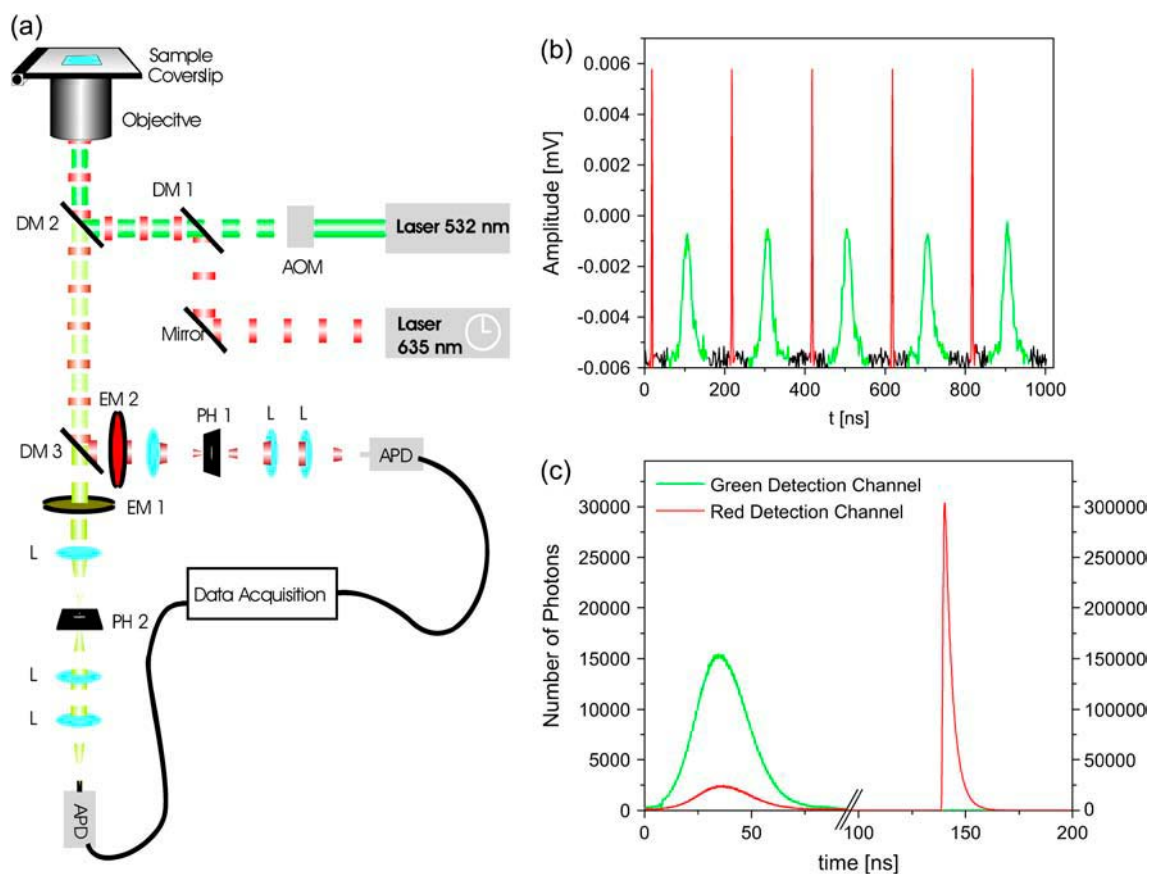 (a)
Sample
Coverslip
Objecitve
DM 1
DM 2
Laser 532 nm
AOM
Mirror
Laser
635 nm
EM 2
PH 1
L
L
DM 3
APD
EM 1
L
Data Acquisition
PH 2
L
L
APD
(b)
0.006
0.004
0.002
0.000
-0.002
-0.004
-0.006
Amplitude [mV]
0
200
400
600
800
1000
t [ns]
(c)
Green Detection Channel
Red Detection Channel
30000
25000
20000
15000
10000
5000
0
Number of Photons
300000
250000
200000
150000
100000
50000
0
0
50
100
150
200
time [ns]